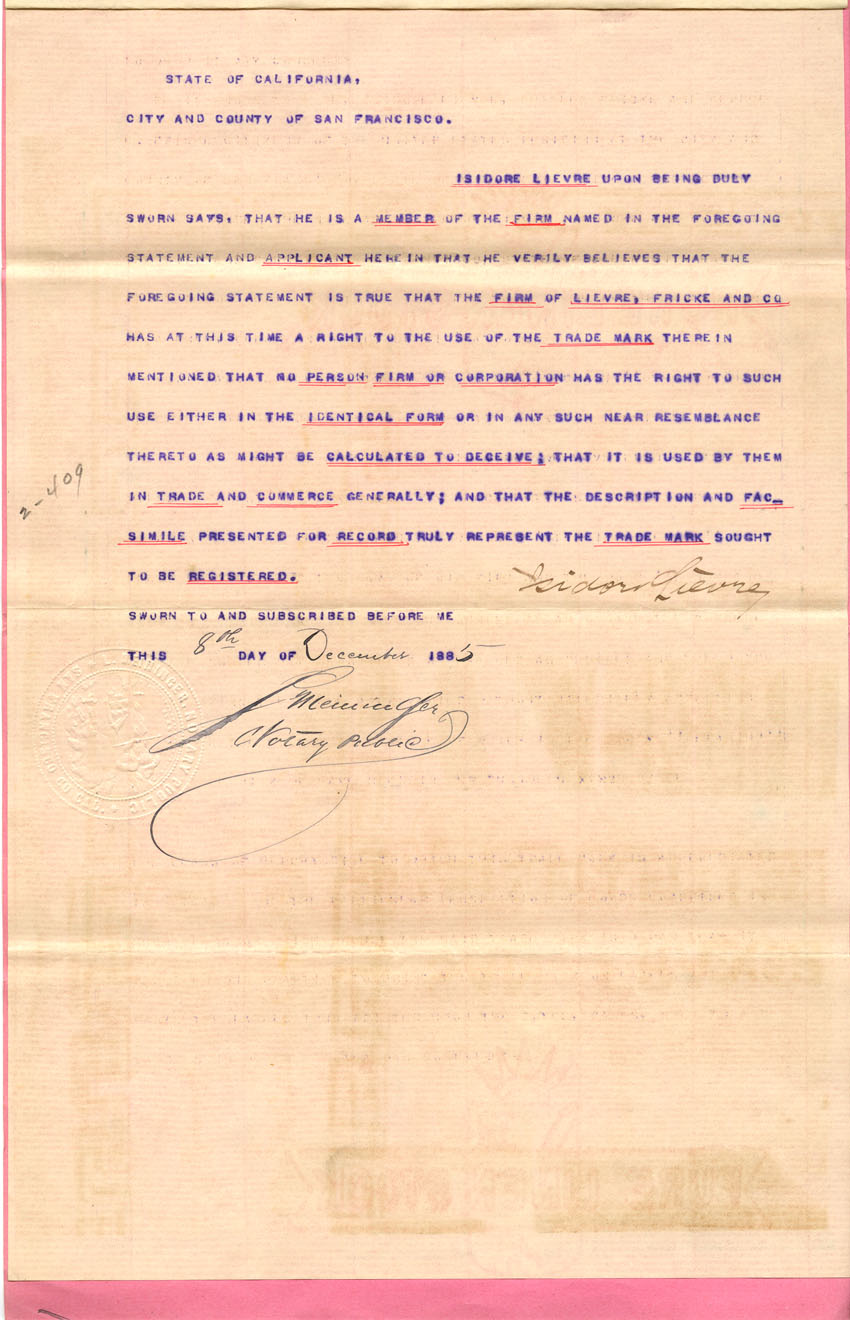 STATE OF CALIFORNIA,
CITY AND COUNTY OF SAN FRANCISCO.
ISIDORE LIEVRE UPON BEING DULY
SWORN SAYS, THAT HE IS A MEMBER OF THE FIRM NAMED IN THE FOREGOING
STATEMENT AND APPLICANT HEREIN THAT HE VERILY BELIEVES THAT THE
FOREGOING STATEMENT IS TRUE THAT THE FIRM OF LIEVRE, FRICKE AND CO
HAS AT THIS TIME A RIGHT TO THE USE OF THE TRADE MARK THEREIN
MENTIONED THAT NO PERSON FIRM OR CORPORATION HAS THE RIGHT TO SUCH
USE EITHER IN THE IDENTICAL FORM OR IN ANY SUCH NEAR RESEMBLANCE
THERETO AS MIGHT BE CALCULATED TO DECEIVE; THAT IT IS USED BY THEM
2-409
IN TRADE AND COMMERCE GENERALLY; AND THAT THE DESCRIPTION AND FAC-
SIMILE PRESENTED FOR RECORD TRULY REPRESENT THE TRADE MARK SOUGHT
TO BE REGISTERED.
Isidore Lievre
SWORN TO AND SUBSCRIBED BEFORE ME
THIS 8th DAY OF December 1885
Meininger
Notary Public
NOTARY PUBLIC